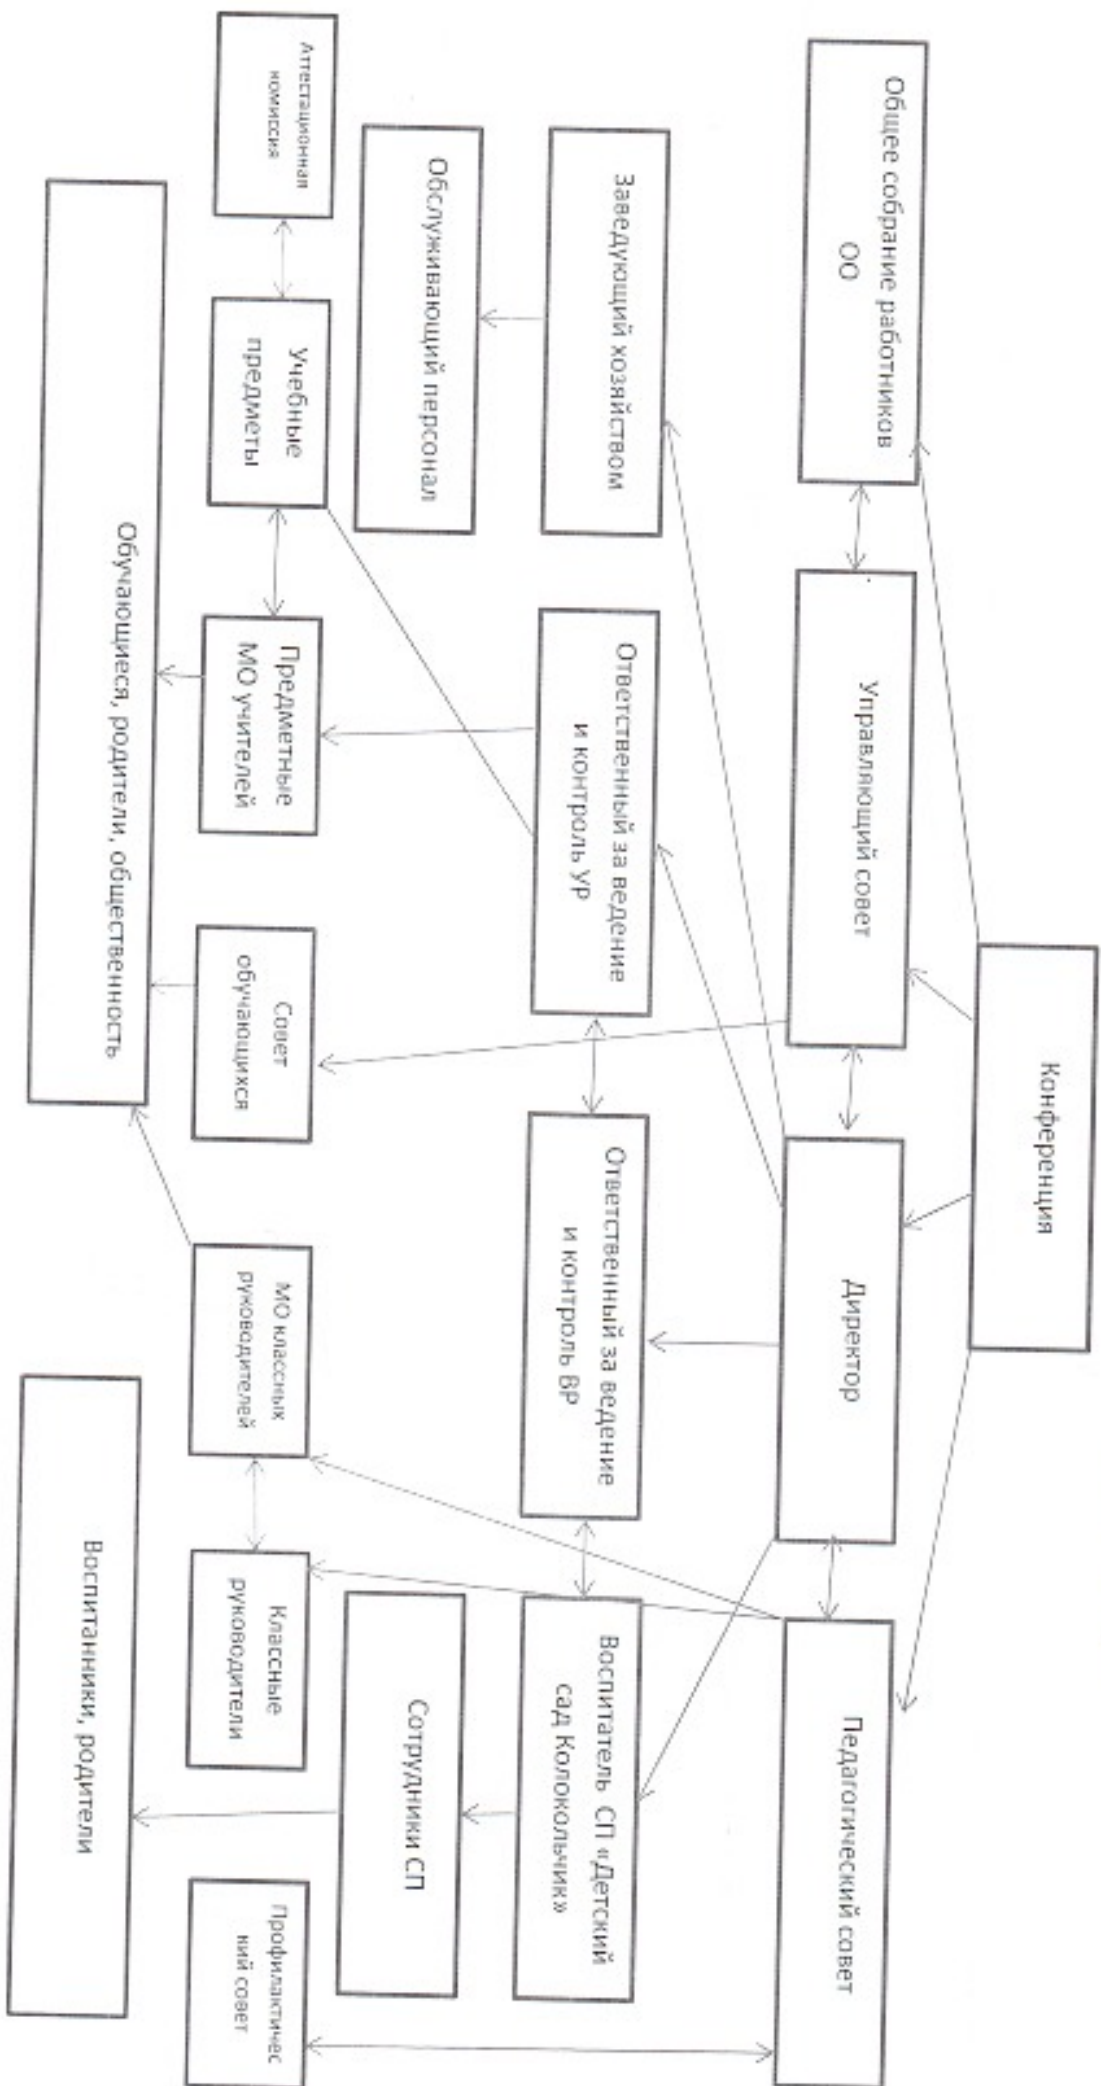 Конференция
Общее собрание работников
ОО
Управляющий совет
Директор
Педагогический совет
Заведующий хозяйством
Ответственный за ведение
и контроль УР
Ответственный за ведение
и контроль ВР
Воспитатель СП «Детский
сад Колокольчик»
Обслуживающий персонал
Сотрудники СП
Аттестационная
комиссия
Учебные
предметы
Предметные
МО учителей
Совет
обучающихся
МО классных
руководителей
Классные
руководители
Профилактичес
кий совет
Обучающиеся, родители, общественность
Воспитанники, родители